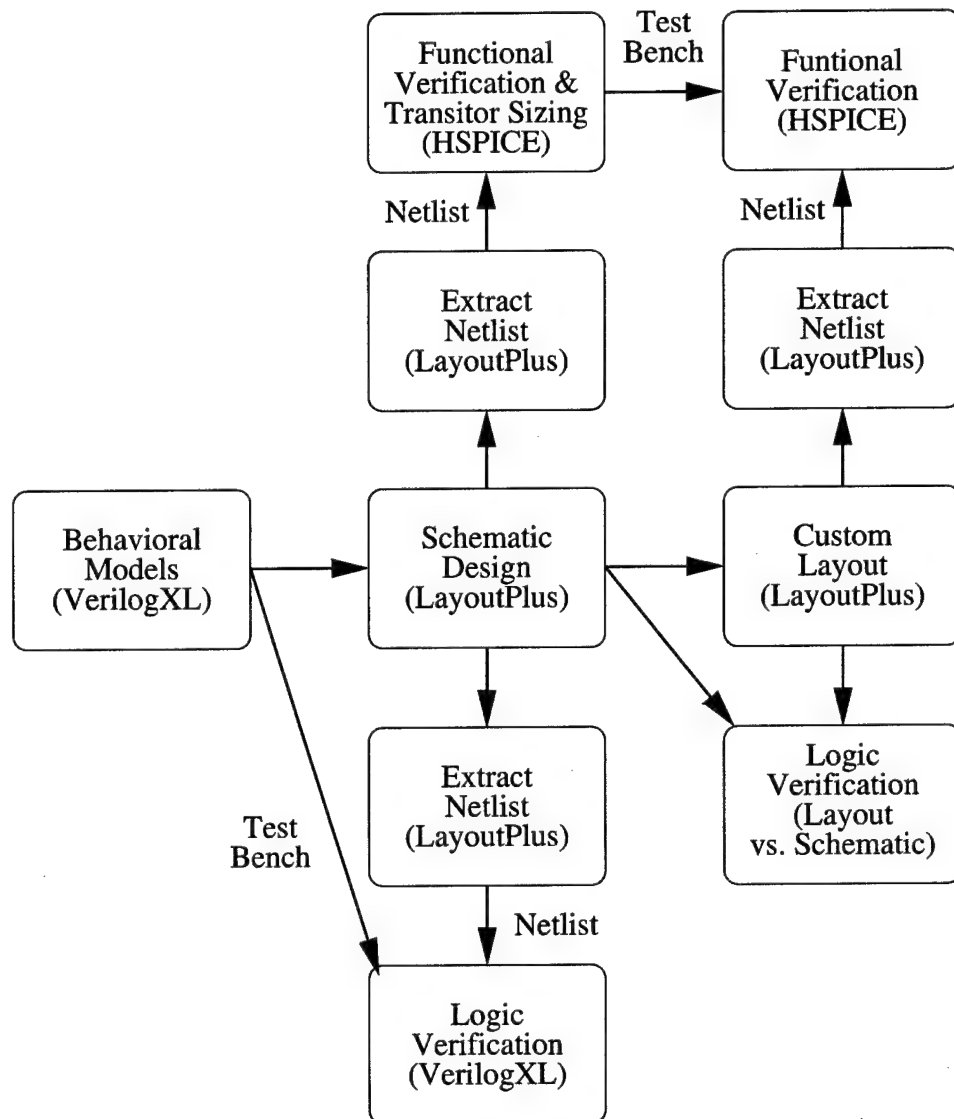 Functional
Verification &
Transitor Sizing
(HSPICE)
Test
Bench
Funtional
Verification
(HSPICE)
Netlist
Netlist
Extract
Netlist
(LayoutPlus)
Extract
Netlist
(LayoutPlus)
Behavioral
Models
(VerilogXL)
Schematic
Design
(LayoutPlus)
Custom
Layout
(LayoutPlus)
Test
Bench
Extract
Netlist
(LayoutPlus)
Logic
Verification
(Layout
vs. Schematic)
Netlist
Logic
Verification
(VerilogXL)